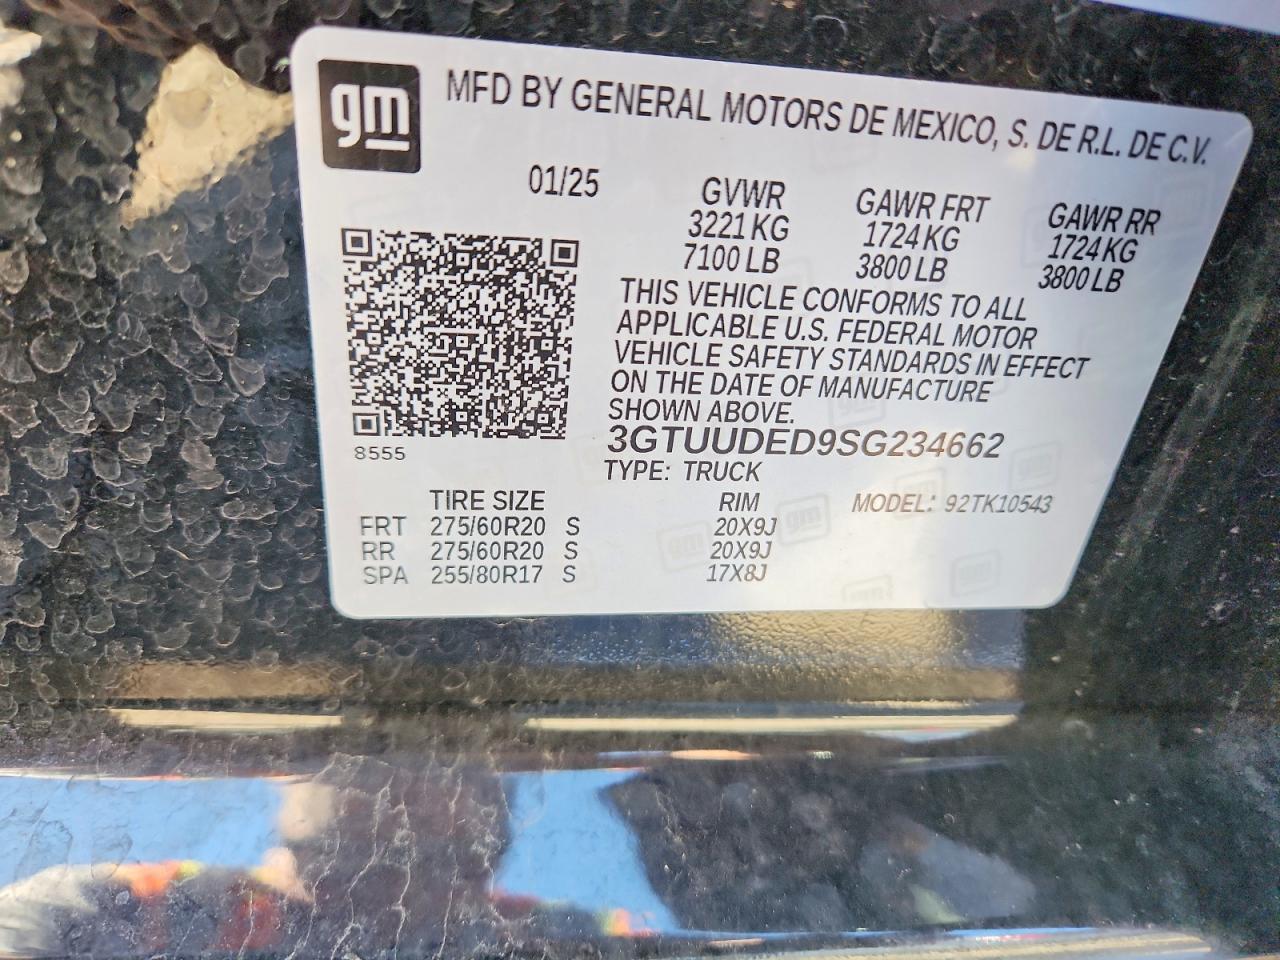 gm
MFD BY GENERAL MOTORS DE MEXICO, S. DE R.L. DE C.V.
01/25 GVWR GAWR FRT GAWR RR
3221 KG 1724 KG 1724 KG
7100 LB 3800 LB 3800 LB
THIS VEHICLE CONFORMS TO ALL
APPLICABLE U.S. FEDERAL MOTOR
VEHICLE SAFETY STANDARDS IN EFFECT
ON THE DATE OF MANUFACTURE
SHOWN ABOVE.
3GTUUDED9SG234662
8555
TYPE: TRUCK
TIRE SIZE RIM MODEL: 92TK10543
FRT 275/60R20 S 20X9J
RR 275/60R20 S 20X9J
SPA 255/80R17 S 17X8J